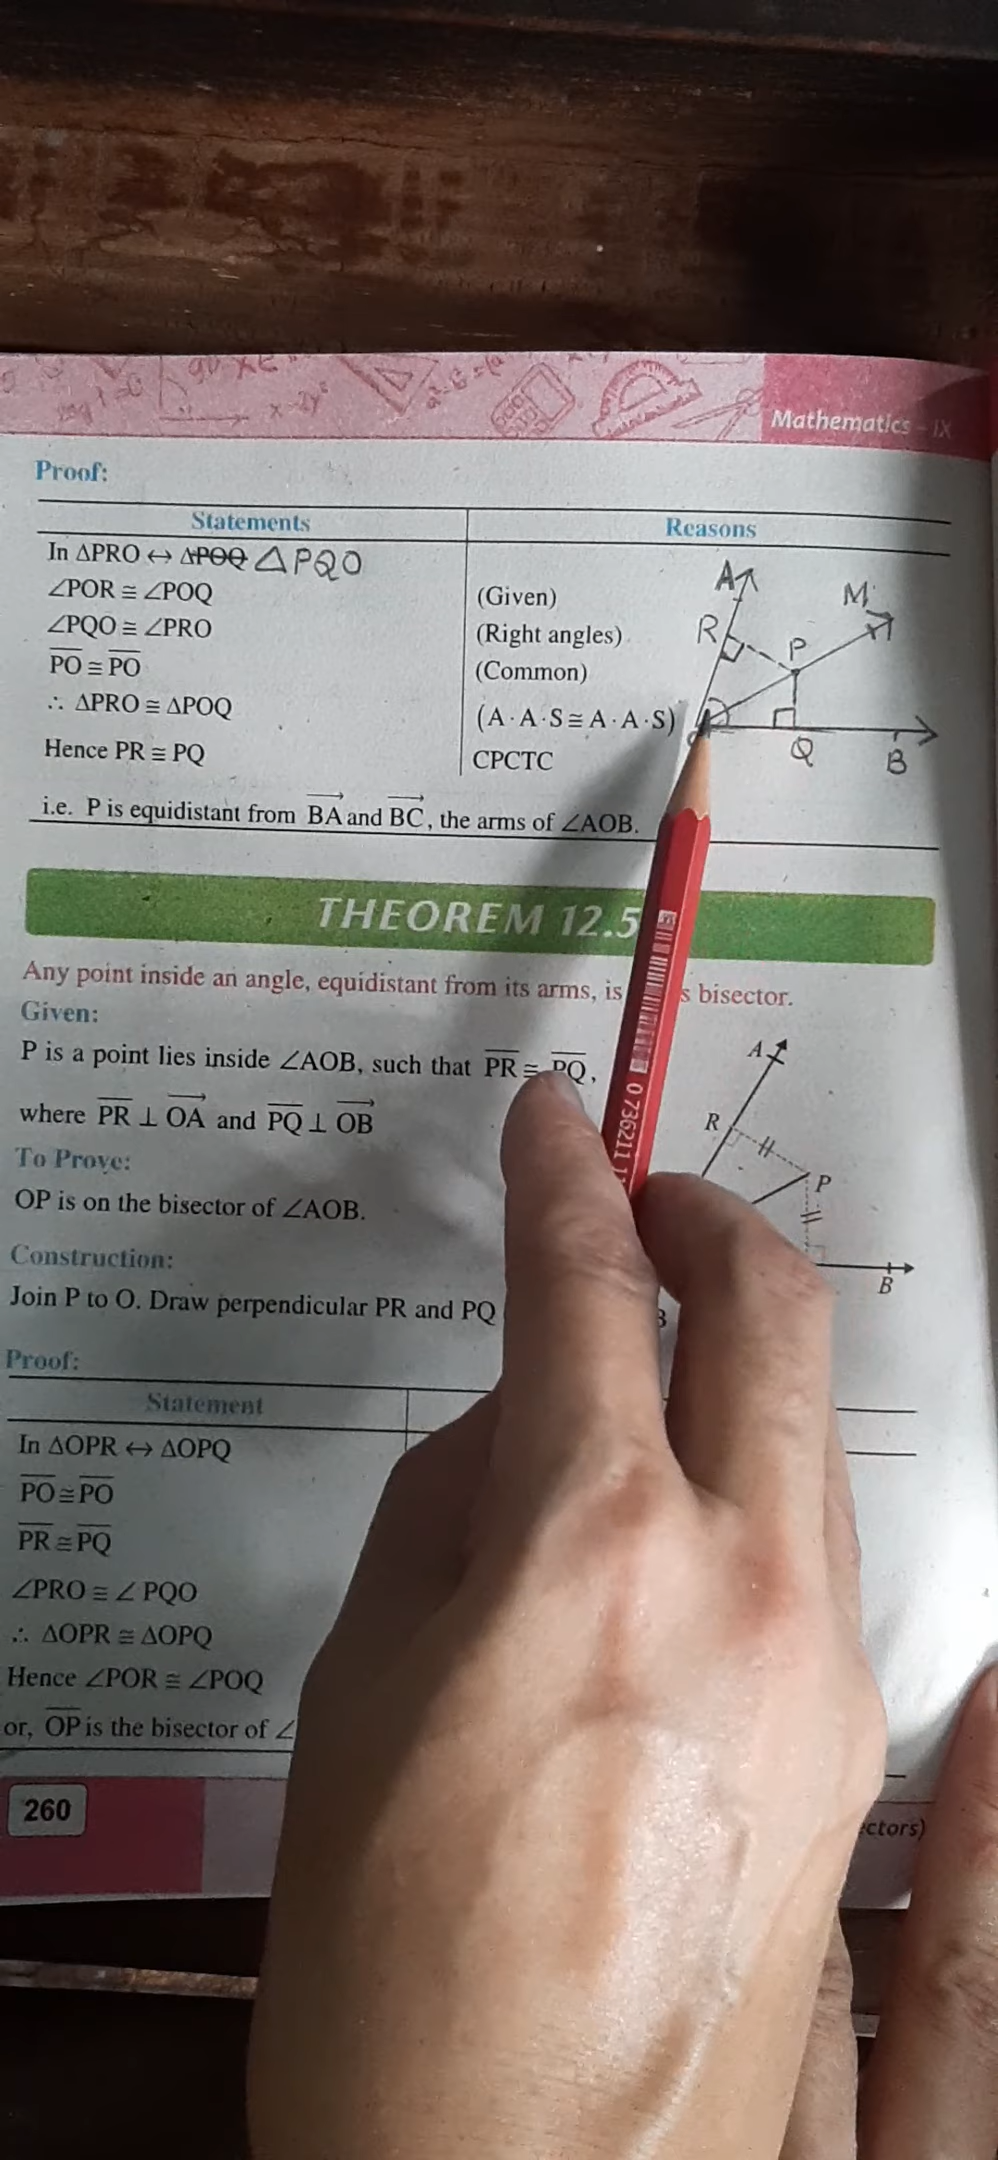 Mathematics - IX
Proof:
Statements
Reasons
In ΔPRO ↔ ΔPOQ ΔPQO
∠POR ≅ ∠POQ
(Given)
∠PQO ≅ ∠PRO
(Right angles)
PO ≅ PO
(Common)
∴ ΔPRO ≅ ΔPOQ
(A·A·S ≅ A·A·S)
Hence PR ≅ PQ
CPCTC
A
M
R
P
Q
B
i.e. P is equidistant from BA and BC, the arms of ∠AOB.
THEOREM 12.5
Any point inside an angle, equidistant from its arms, is bisector.
Given:
P is a point lies inside ∠AOB, such that PR ≅ PQ,
where PR ⊥ OA and PQ ⊥ OB
To Prove:
OP is on the bisector of ∠AOB.
Construction:
Join P to O. Draw perpendicular PR and PQ
A
R
P
B
Proof:
Statement
In ΔOPR ↔ ΔOPQ
PO ≅ PO
PR ≅ PQ
∠PRO ≅ ∠ PQO
∴ ΔOPR ≅ ΔOPQ
Hence ∠POR ≅ ∠POQ
or, OP is the bisector of ∠
260
0 736211